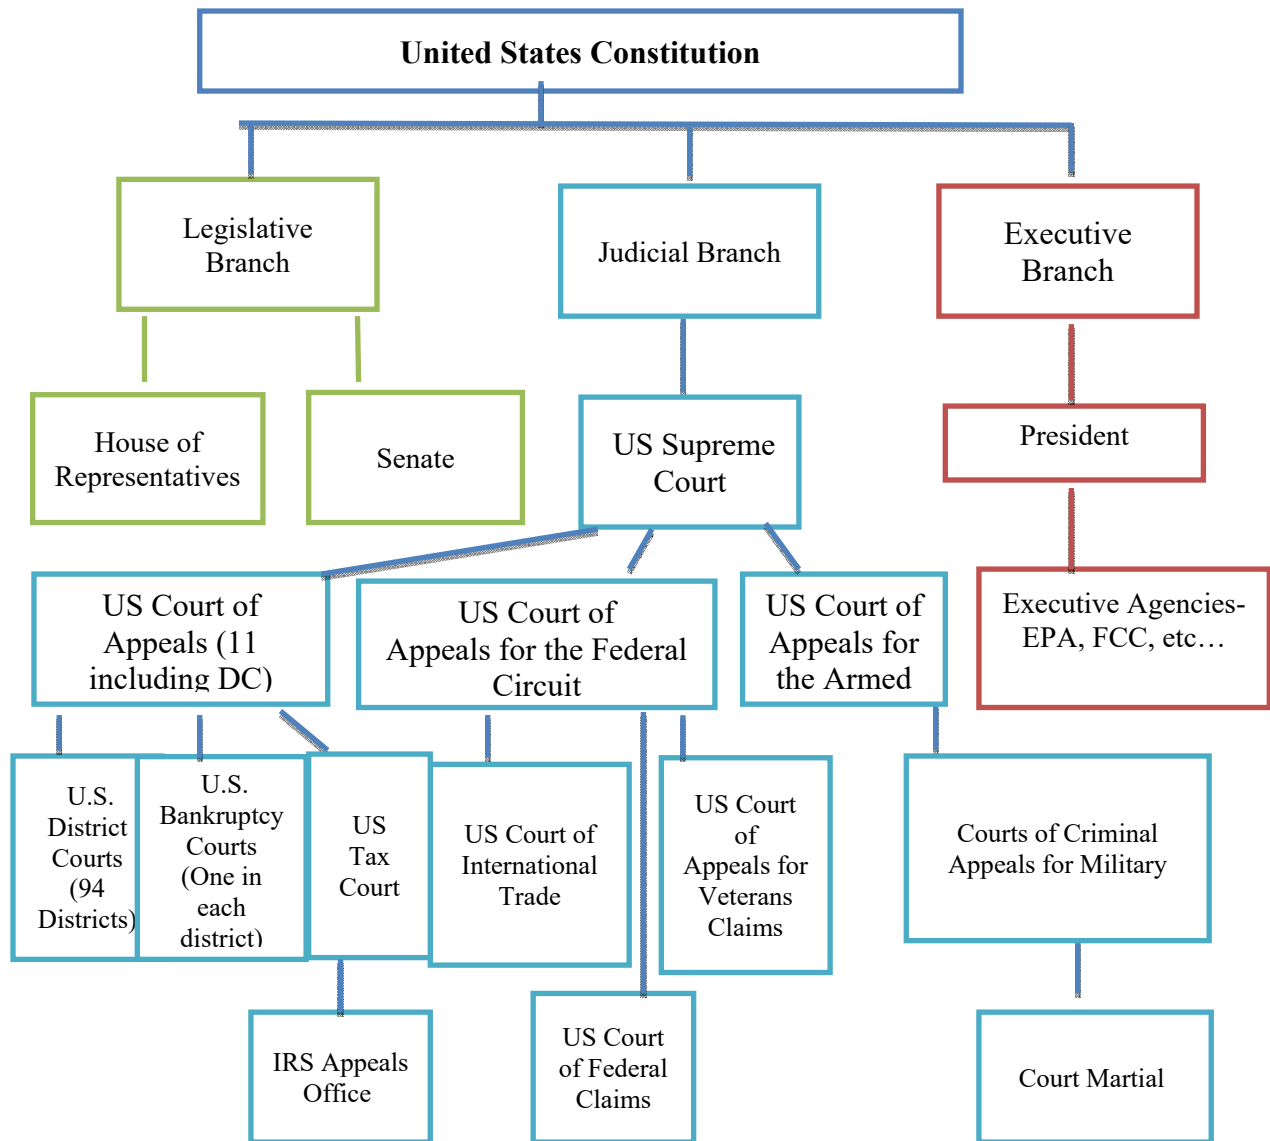 United States Constitution
Legislative
Branch
Judicial Branch
Executive
Branch
House of
Representatives
Senate
US Supreme
Court
President
US Court of
Appeals (11
including DC)
US Court of
Appeals for the Federal
Circuit
US Court of
Appeals for
the Armed
Executive Agencies-
EPA, FCC, etc…
U.S.
District
Courts
(94
Districts)
U.S.
Bankruptcy
Courts
(One in
each
district)
US
Tax
Court
US Court of
International
Trade
US Court
of
Appeals for
Veterans
Claims
Courts of Criminal
Appeals for Military
IRS Appeals
Office
US Court
of Federal
Claims
Court Martial